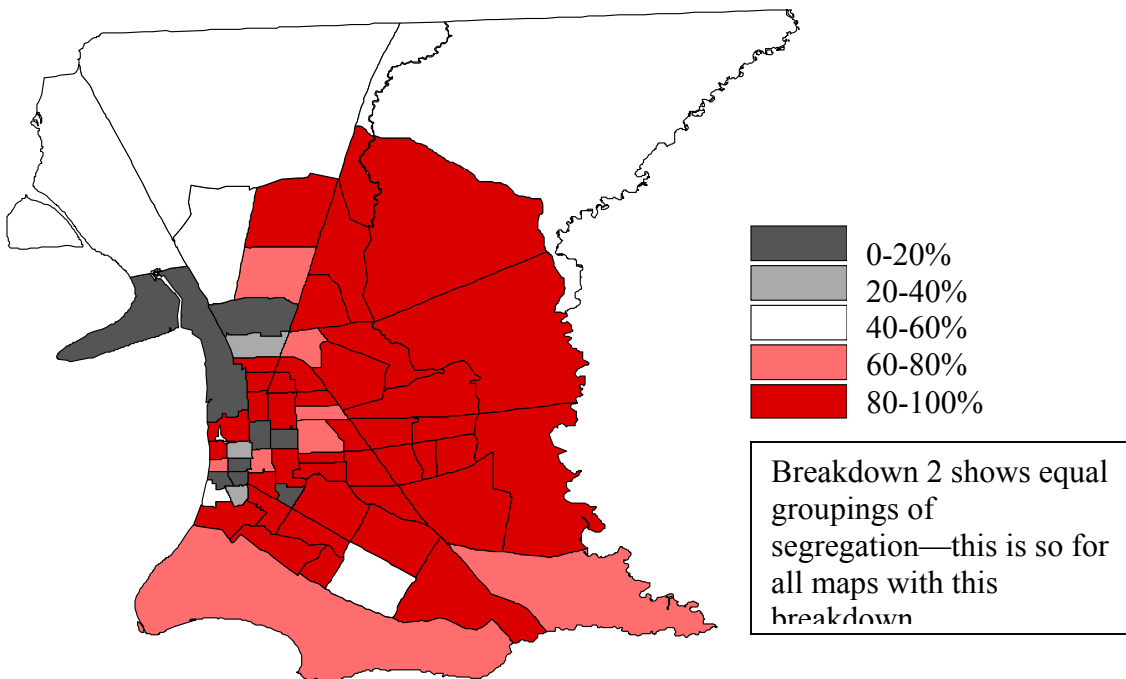 0-20%
20-40%
40-60%
60-80%
80-100%
Breakdown 2 shows equal
groupings of
segregation—this is so for
all maps with this
breakdown